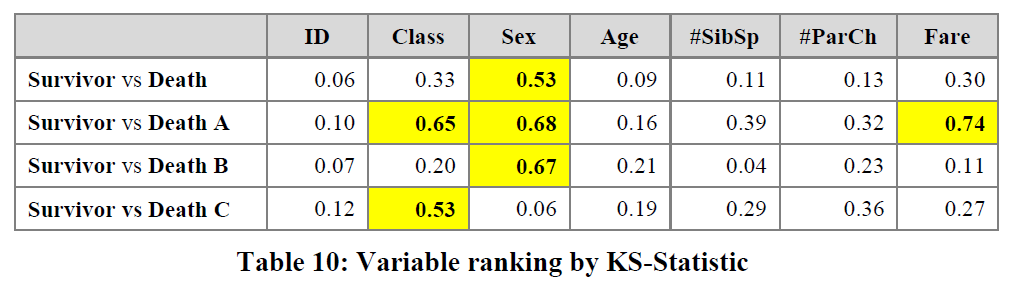 ID Class Sex Age #SibSp #ParCh Fare
Survivor vs Death 0.06 0.33 0.53 0.09 0.11 0.13 0.30
Survivor vs Death A 0.10 0.65 0.68 0.16 0.39 0.32 0.74
Survivor vs Death B 0.07 0.20 0.67 0.21 0.04 0.23 0.11
Survivor vs Death C 0.12 0.53 0.06 0.19 0.29 0.36 0.27
Table 10: Variable ranking by KS-Statistic